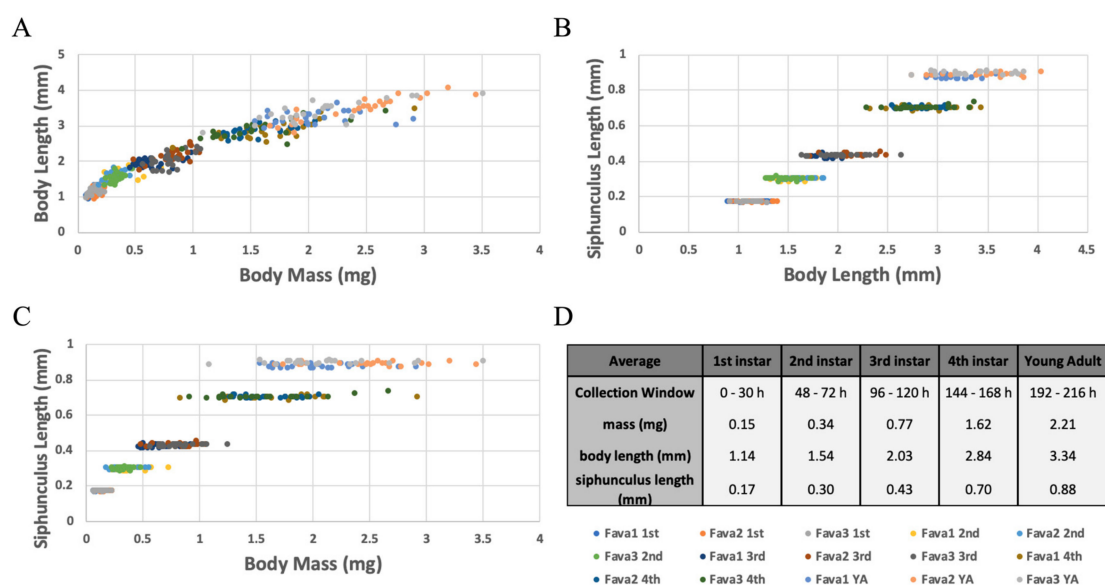 A
Body Length (mm)
5
4
3
2
1
0
0 0.5 1 1.5 2 2.5 3 3.5 4
Body Mass (mg)
B
Siphunculus Length (mm)
1
0.8
0.6
0.4
0.2
0
0 0.5 1 1.5 2 2.5 3 3.5 4 4.5
Body Length (mm)
C
Siphunculus Length (mm)
1
0.8
0.6
0.4
0.2
0
0 0.5 1 1.5 2 2.5 3 3.5 4
Body Mass (mg)
D
Average 1st instar 2nd instar 3rd instar 4th instar Young Adult
Collection Window 0 - 30 h 48 - 72 h 96 - 120 h 144 - 168 h 192 - 216 h
mass (mg) 0.15 0.34 0.77 1.62 2.21
body length (mm) 1.14 1.54 2.03 2.84 3.34
siphunculus length
(mm) 0.17 0.30 0.43 0.70 0.88
Fava1 1st Fava2 1st Fava3 1st Fava1 2nd Fava2 2nd
Fava3 2nd Fava1 3rd Fava2 3rd Fava3 3rd Fava1 4th
Fava2 4th Fava3 4th Fava1 YA Fava2 YA Fava3 YA